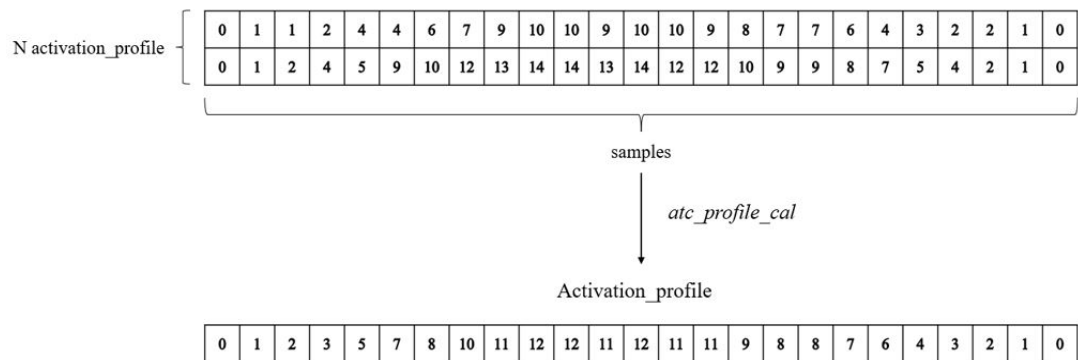 0 1 1 2 4 4 6 7 9 10 10 9 10 10 9 8 7 7 6 4 3 2 2 1 0
N activation_profile
0 1 2 4 5 9 10 12 13 14 14 13 14 12 12 10 9 9 8 7 5 4 2 1 0
samples
atc_profile_cal
Activation_profile
0 1 2 3 5 7 8 10 11 12 12 11 12 11 11 9 8 8 7 6 4 3 2 1 0